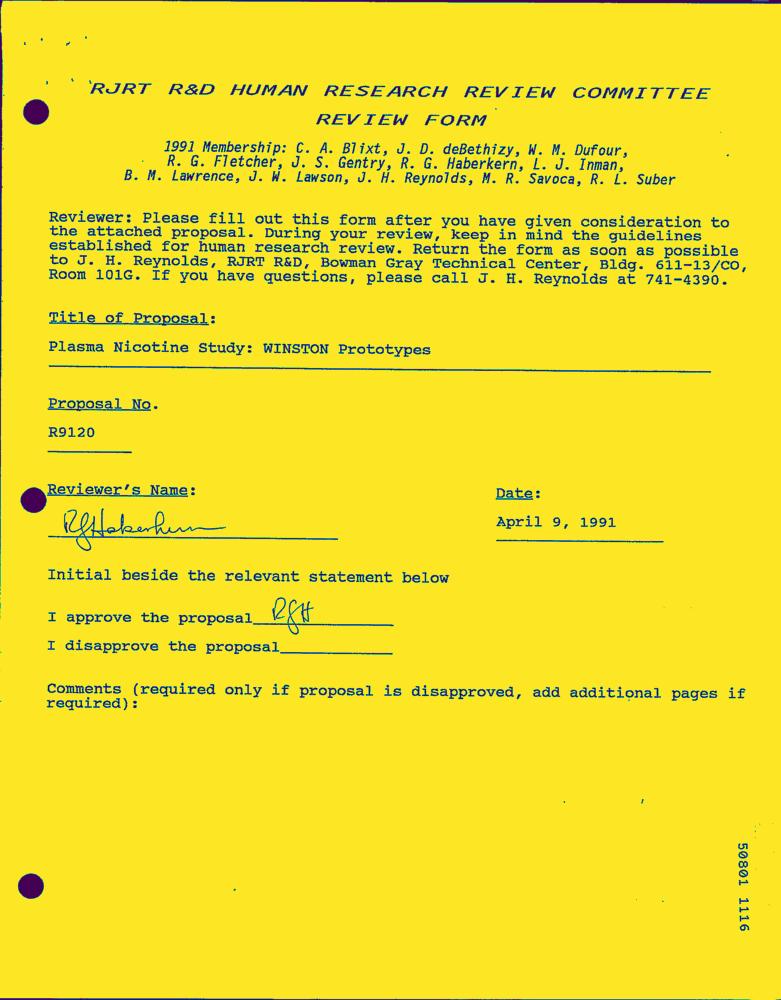 RJRT R&D HUMAN RESEARCH REVIEW COMMITTEE
REVIEW FORM
1991 Membership: C. A. Blixt, J. D. deBethizy, W. M. Dufour,
R. G. Fletcher, J. S. Gentry, R. G. Haberkern, L. J. Inman,
B. M. Lawrence, J. W. Lawson, J. H. Reynolds, M. R. Savoca, R. L. Suber
Reviewer: Please fill out this form after you have given consideration to
the attached proposal. During your review, keep in mind the guidelines
established for human research review. Return the form as soon as possible
to J. H. Reynolds, RJRT R&D, Bowman Gray Technical Center, Bldg. 611-13/CO,
Room 101G. If you have questions, please call J. H. Reynolds at 741-4390.
Title of Proposal:
Plasma Nicotine Study: WINSTON Prototypes
Proposal No.
R9120
Reviewer's Name:
Date:
RGHaberkern
April 9, 1991
Initial beside the relevant statement below
I approve the proposal RGH
I disapprove the proposal
Comments (required only if proposal is disapproved, add additional pages if
required):
50801 1116